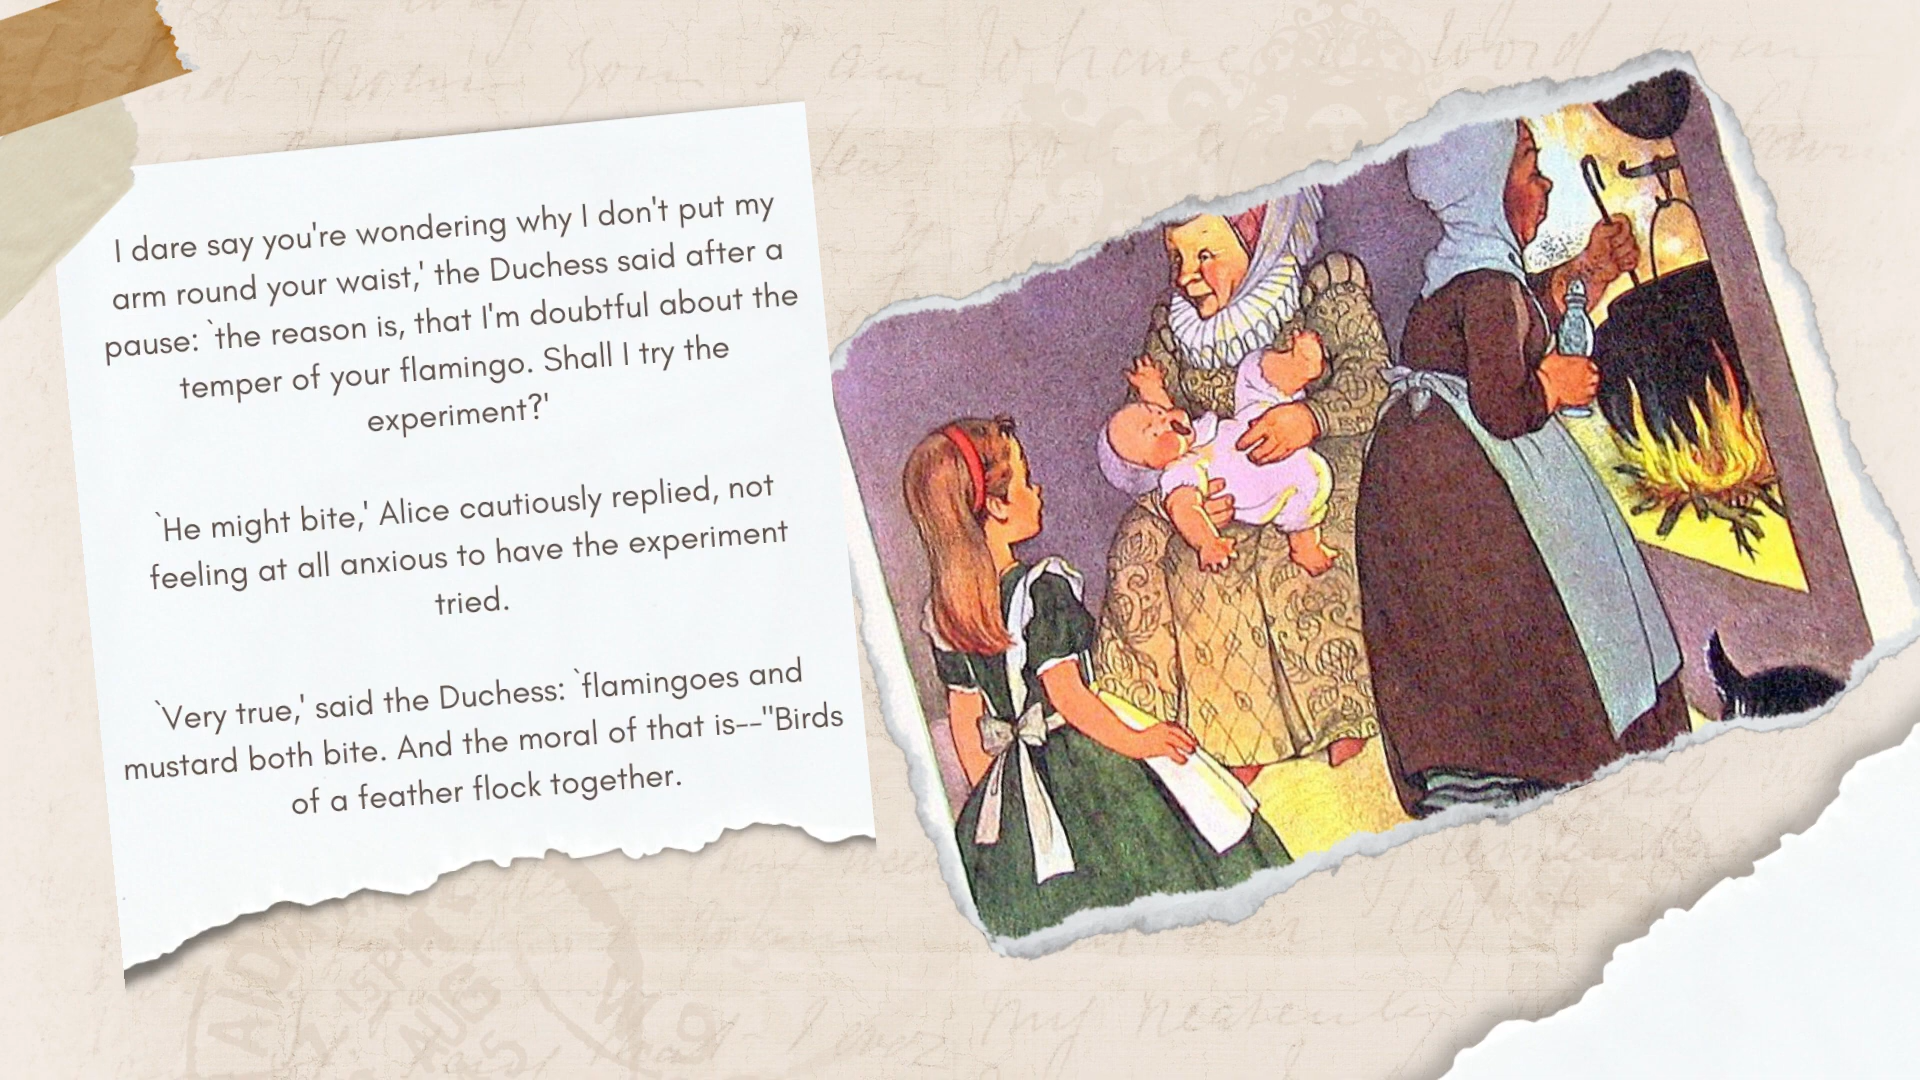 I dare say you're wondering why I don't put my
arm round your waist,' the Duchess said after a
pause: `the reason is, that I'm doubtful about the
temper of your flamingo. Shall I try the
experiment?'
`He might bite,' Alice cautiously replied, not
feeling at all anxious to have the experiment
tried.
`Very true,' said the Duchess: `flamingoes and
mustard both bite. And the moral of that is--"Birds
of a feather flock together.
15PM
AUG